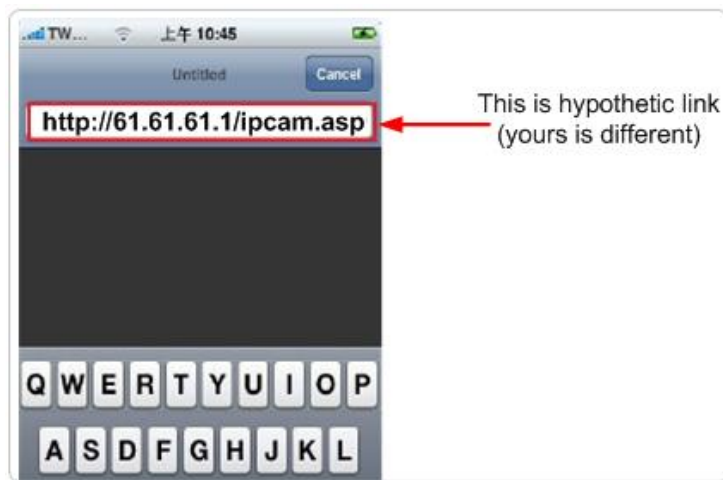 TW... 上午 10:45
Untitled
Cancel
http://61.61.61.1/ipcam.asp
This is hypothetic link
(yours is different)
Q W E R T Y U I O P
A S D F G H J K L